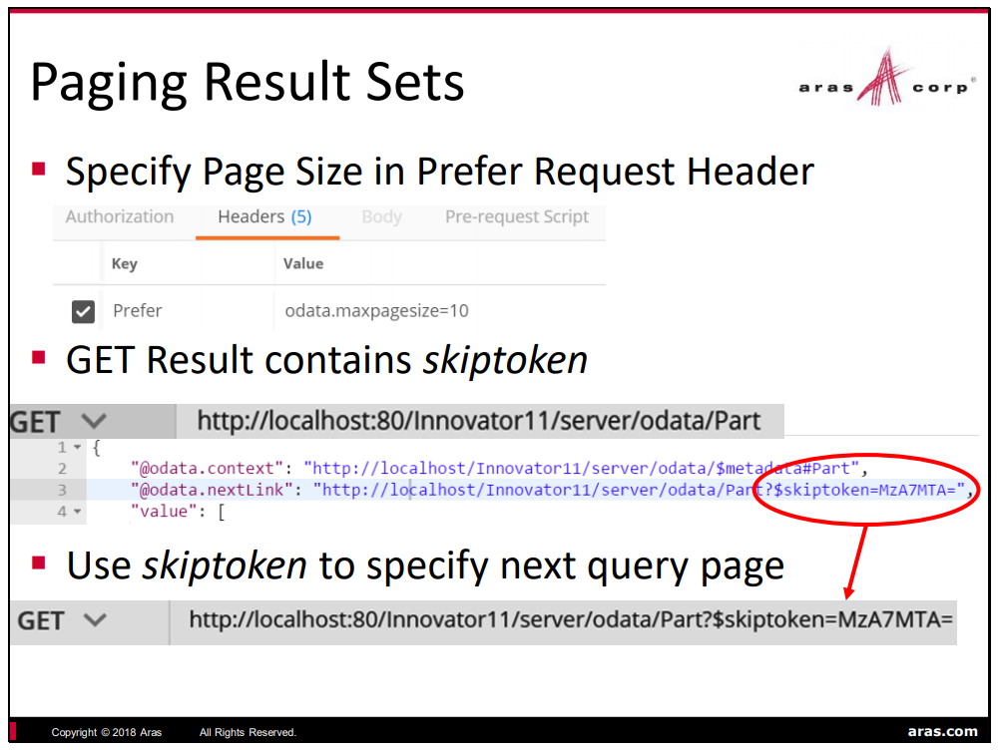 Paging Result Sets
aras corp®
Specify Page Size in Prefer Request Header
Authorization Headers (5) Body Pre-request Script
Key Value
Prefer odata.maxpagesize=10
GET Result contains skiptoken
GET http://localhost:80/Innovator11/server/odata/Part
1 {
2 "@odata.context": "http://localhost/Innovator11/server/odata/$metadata#Part",
3 "@odata.nextLink": "http://localhost/Innovator11/server/odata/Part?$skiptoken=MzA7MTA=",
4 "value": [
Use skiptoken to specify next query page
GET http://localhost:80/Innovator11/server/odata/Part?$skiptoken=MzA7MTA=
Copyright © 2018 Aras All Rights Reserved. aras.com